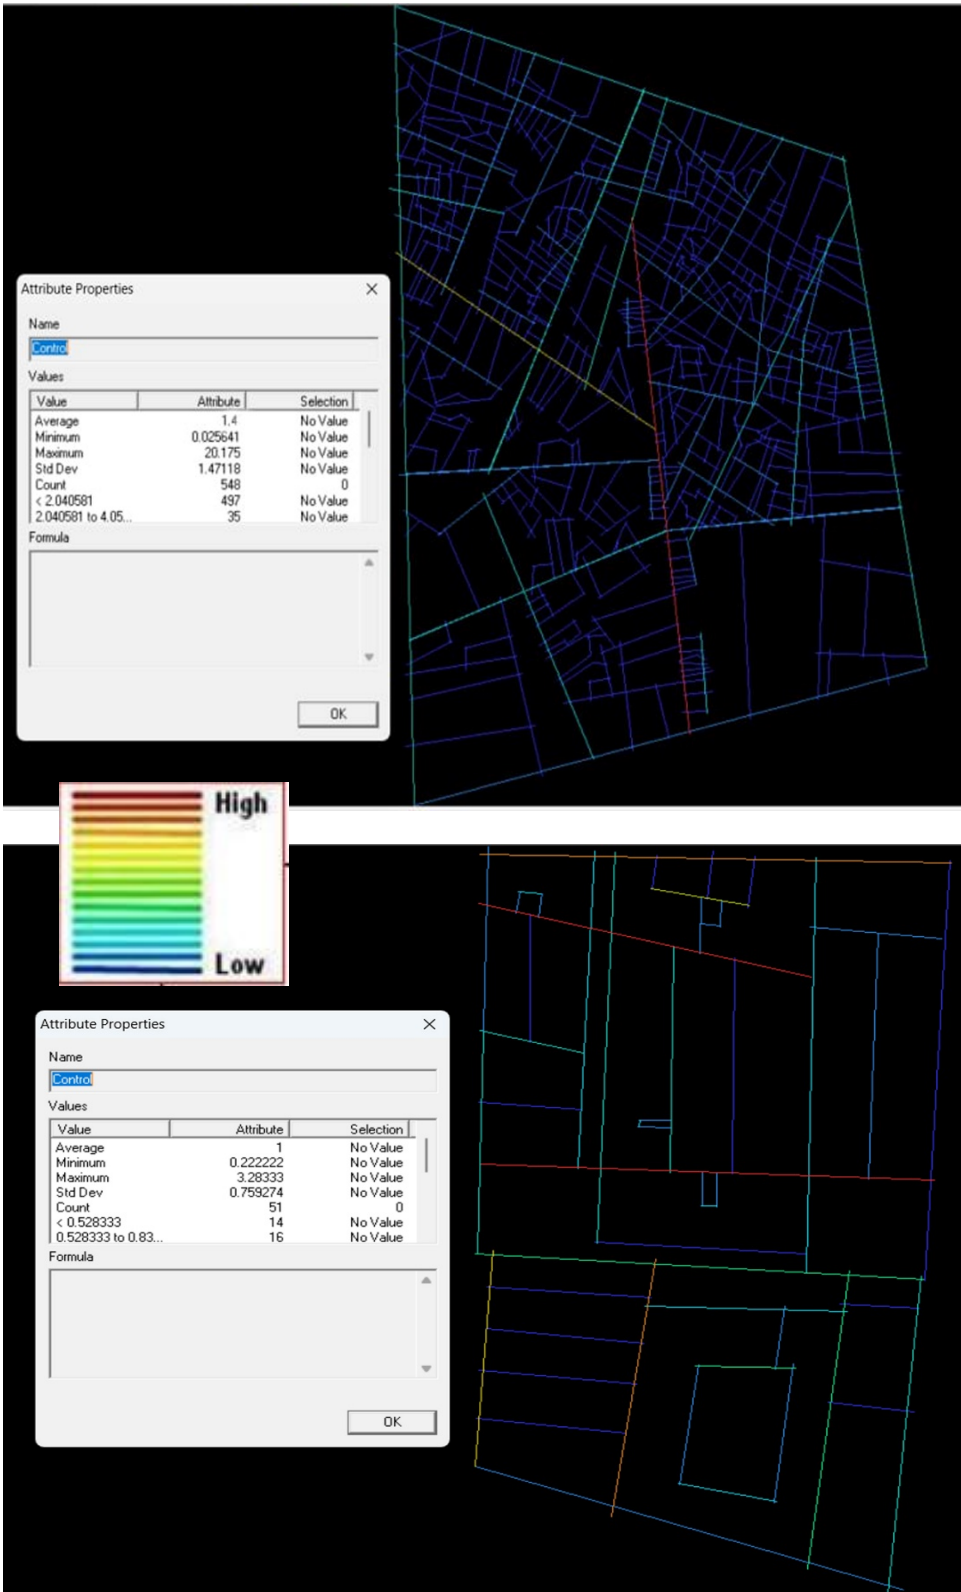 Attribute Properties
Name
Control
Values
Value Attribute Selection
Average 1.4 No Value
Minimum 0.025641 No Value
Maximum 20.175 No Value
Std Dev 1.47118 No Value
Count 548 0
< 2.040581 497 No Value
2.040581 to 4.05... 35 No Value
Formula
OK
High
Low
Attribute Properties
Name
Control
Values
Value Attribute Selection
Average 1 No Value
Minimum 0.222222 No Value
Maximum 3.28333 No Value
Std Dev 0.759274 No Value
Count 51 0
< 0.528333 14 No Value
0.528333 to 0.83... 16 No Value
Formula
OK